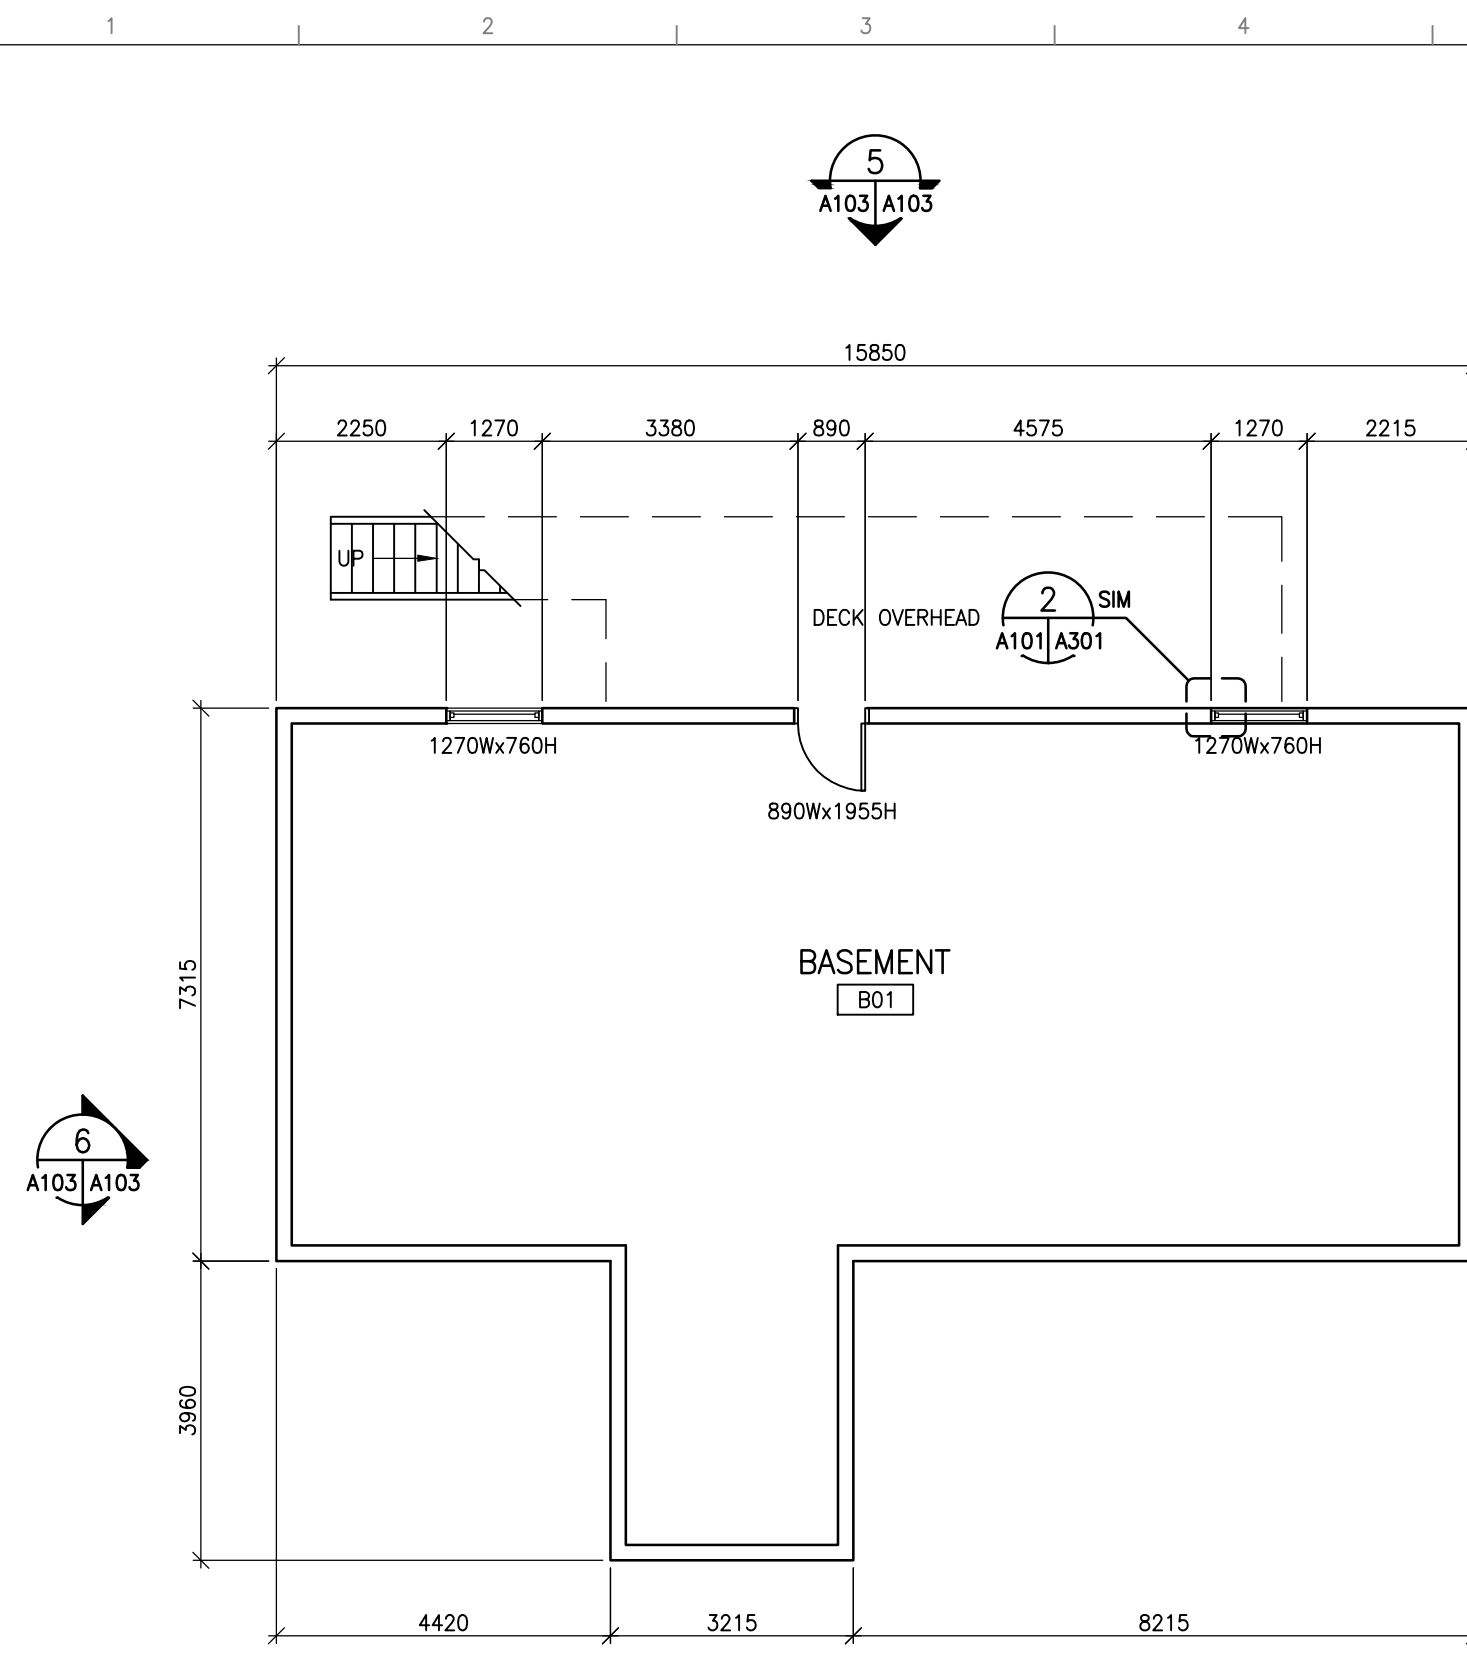 1 2 3 4
5
A103 A103
15850
2250 1270 3380 890 4575 1270 2215
UP
DECK OVERHEAD
2 SIM
A101 A301
1270Wx760H 1270Wx760H
890Wx1955H
BASEMENT
B01
7315
6
A103 A103
3960
4420 3215 8215